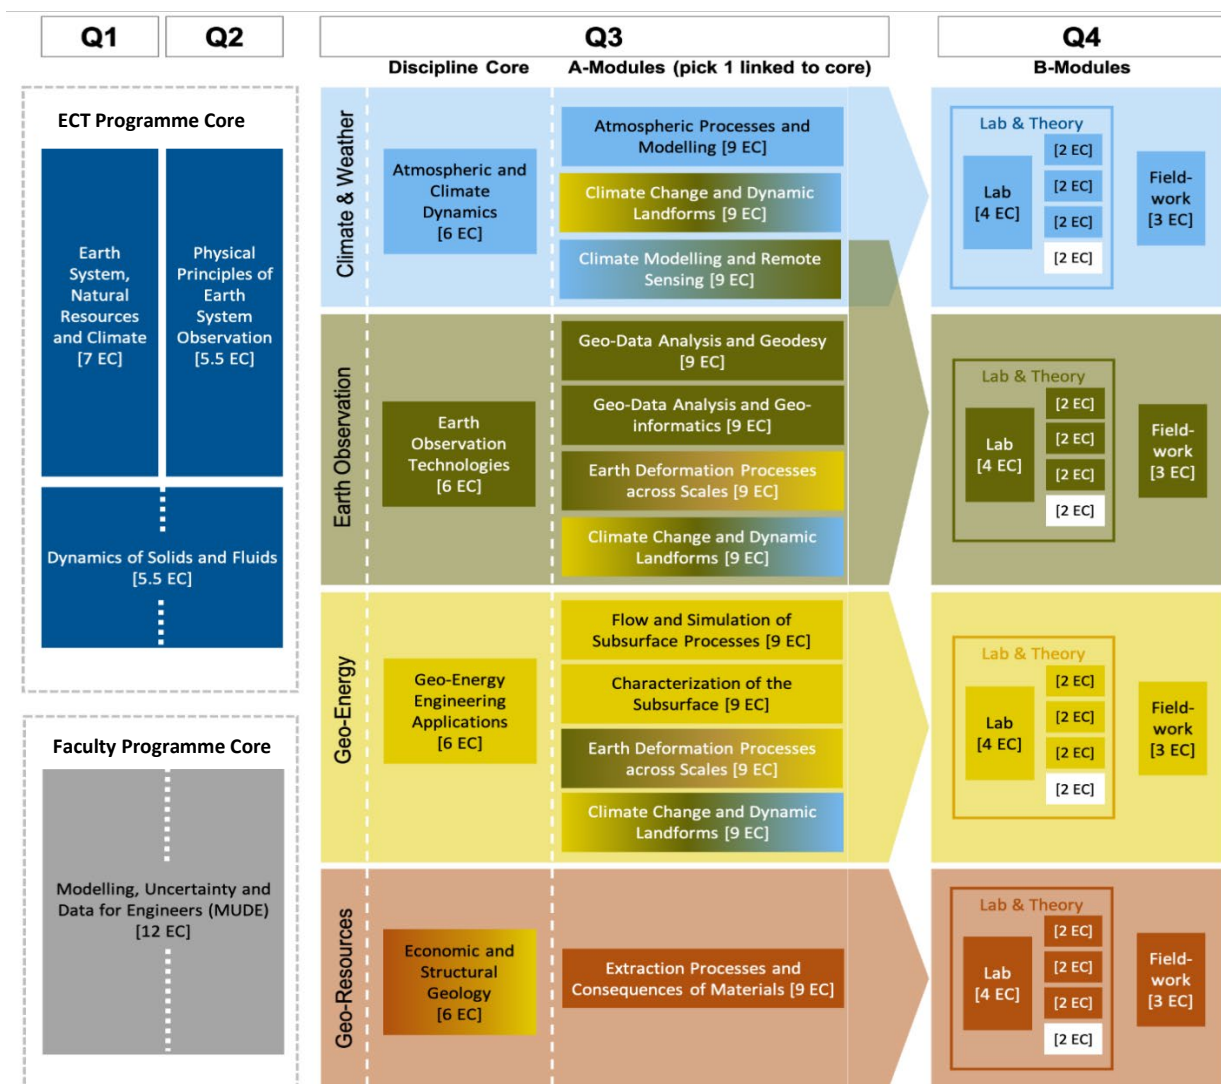 Q1
Q2
Q3
Q4
Discipline Core
A-Modules (pick 1 linked to core)
B-Modules
ECT Programme Core
Earth
System,
Natural
Resources
and Climate
[7 EC]
Physical
Principles of
Earth
System
Observation
[5.5 EC]
Dynamics of Solids and Fluids
[5.5 EC]
Faculty Programme Core
Modelling, Uncertainty and
Data for Engineers (MUDE)
[12 EC]
Climate & Weather
Atmospheric and
Climate
Dynamics
[6 EC]
Atmospheric Processes and
Modelling [9 EC]
Climate Change and Dynamic
Landforms [9 EC]
Climate Modelling and Remote
Sensing [9 EC]
Lab & Theory
Lab
[4 EC]
[2 EC]
[2 EC]
[2 EC]
[2 EC]
Field-
work
[3 EC]
Earth Observation
Earth
Observation
Technologies
[6 EC]
Geo-Data Analysis and Geodesy
[9 EC]
Geo-Data Analysis and Geo-
informatics [9 EC]
Earth Deformation Processes
across Scales [9 EC]
Climate Change and Dynamic
Landforms [9 EC]
Lab & Theory
Lab
[4 EC]
[2 EC]
[2 EC]
[2 EC]
[2 EC]
Field-
work
[3 EC]
Geo-Energy
Geo-Energy
Engineering
Applications
[6 EC]
Flow and Simulation of
Subsurface Processes [9 EC]
Characterization of the
Subsurface [9 EC]
Earth Deformation Processes
across Scales [9 EC]
Climate Change and Dynamic
Landforms [9 EC]
Lab & Theory
Lab
[4 EC]
[2 EC]
[2 EC]
[2 EC]
[2 EC]
Field-
work
[3 EC]
Geo-Resources
Economic and
Structural
Geology
[6 EC]
Extraction Processes and
Consequences of Materials [9 EC]
Lab & Theory
Lab
[4 EC]
[2 EC]
[2 EC]
[2 EC]
[2 EC]
Field-
work
[3 EC]